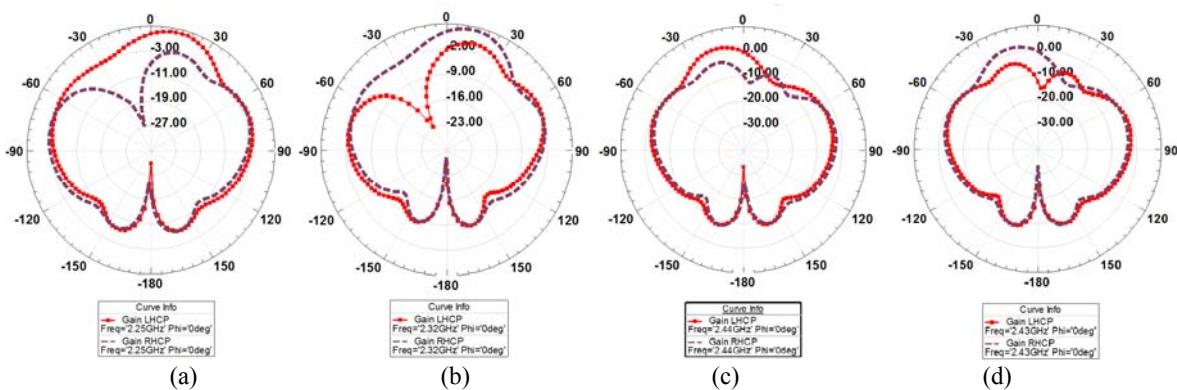 0
-30
30
-3.00
-60
60
-11.00
-19.00
-27.00
-90
90
-120
120
-150
150
-180
Curve Info
Gain LHCP
Freq='2.25GHz' Phi='0deg'
Gain RHCP
Freq='2.25GHz' Phi='0deg'
(a)
0
-30
30
-2.00
-60
60
-9.00
-16.00
-23.00
-90
90
-120
120
-150
150
-180
Curve Info
Gain LHCP
Freq='2.32GHz' Phi='0deg'
Gain RHCP
Freq='2.32GHz' Phi='0deg'
(b)
0
-30
30
0.00
-60
60
-10.00
-20.00
-30.00
-90
90
-120
120
-150
150
-180
Curve Info
Gain LHCP
Freq='2.44GHz' Phi='0deg'
Gain RHCP
Freq='2.44GHz' Phi='0deg'
(c)
0
-30
30
0.00
-60
60
-10.00
-20.00
-30.00
-90
90
-120
120
-150
150
-180
Curve Info
Gain LHCP
Freq='2.43GHz' Phi='0deg'
Gain RHCP
Freq='2.43GHz' Phi='0deg'
(d)